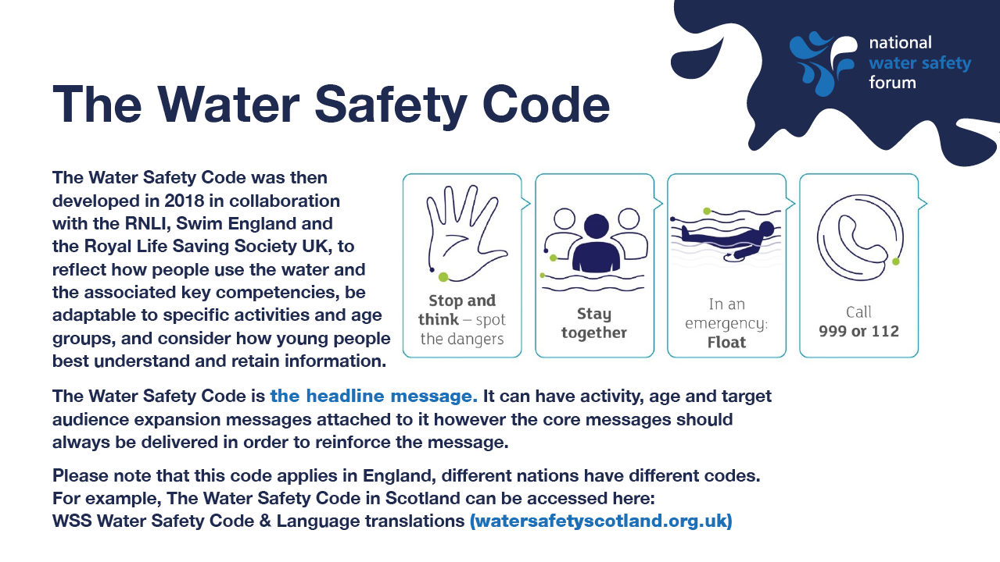 national
water safety
forum
The Water Safety Code
The Water Safety Code was then
developed in 2018 in collaboration
with the RNLI, Swim England and
the Royal Life Saving Society UK, to
reflect how people use the water and
the associated key competencies, be
adaptable to specific activities and age
groups, and consider how young people
best understand and retain information.
Stop and
think – spot
the dangers
Stay
together
In an
emergency:
Float
Call
999 or 112
The Water Safety Code is the headline message. It can have activity, age and target
audience expansion messages attached to it however the core messages should
always be delivered in order to reinforce the message.
Please note that this code applies in England, different nations have different codes.
For example, The Water Safety Code in Scotland can be accessed here:
WSS Water Safety Code & Language translations (watersafetyscotland.org.uk)